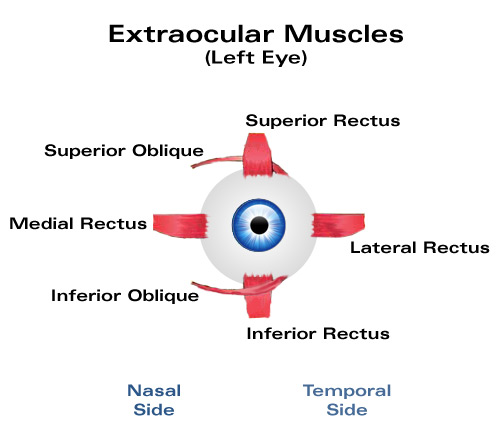 Extraocular Muscles
(Left Eye)
Superior Rectus
Superior Oblique
Medial Rectus
Lateral Rectus
Inferior Oblique
Inferior Rectus
Nasal
Side
Temporal
Side